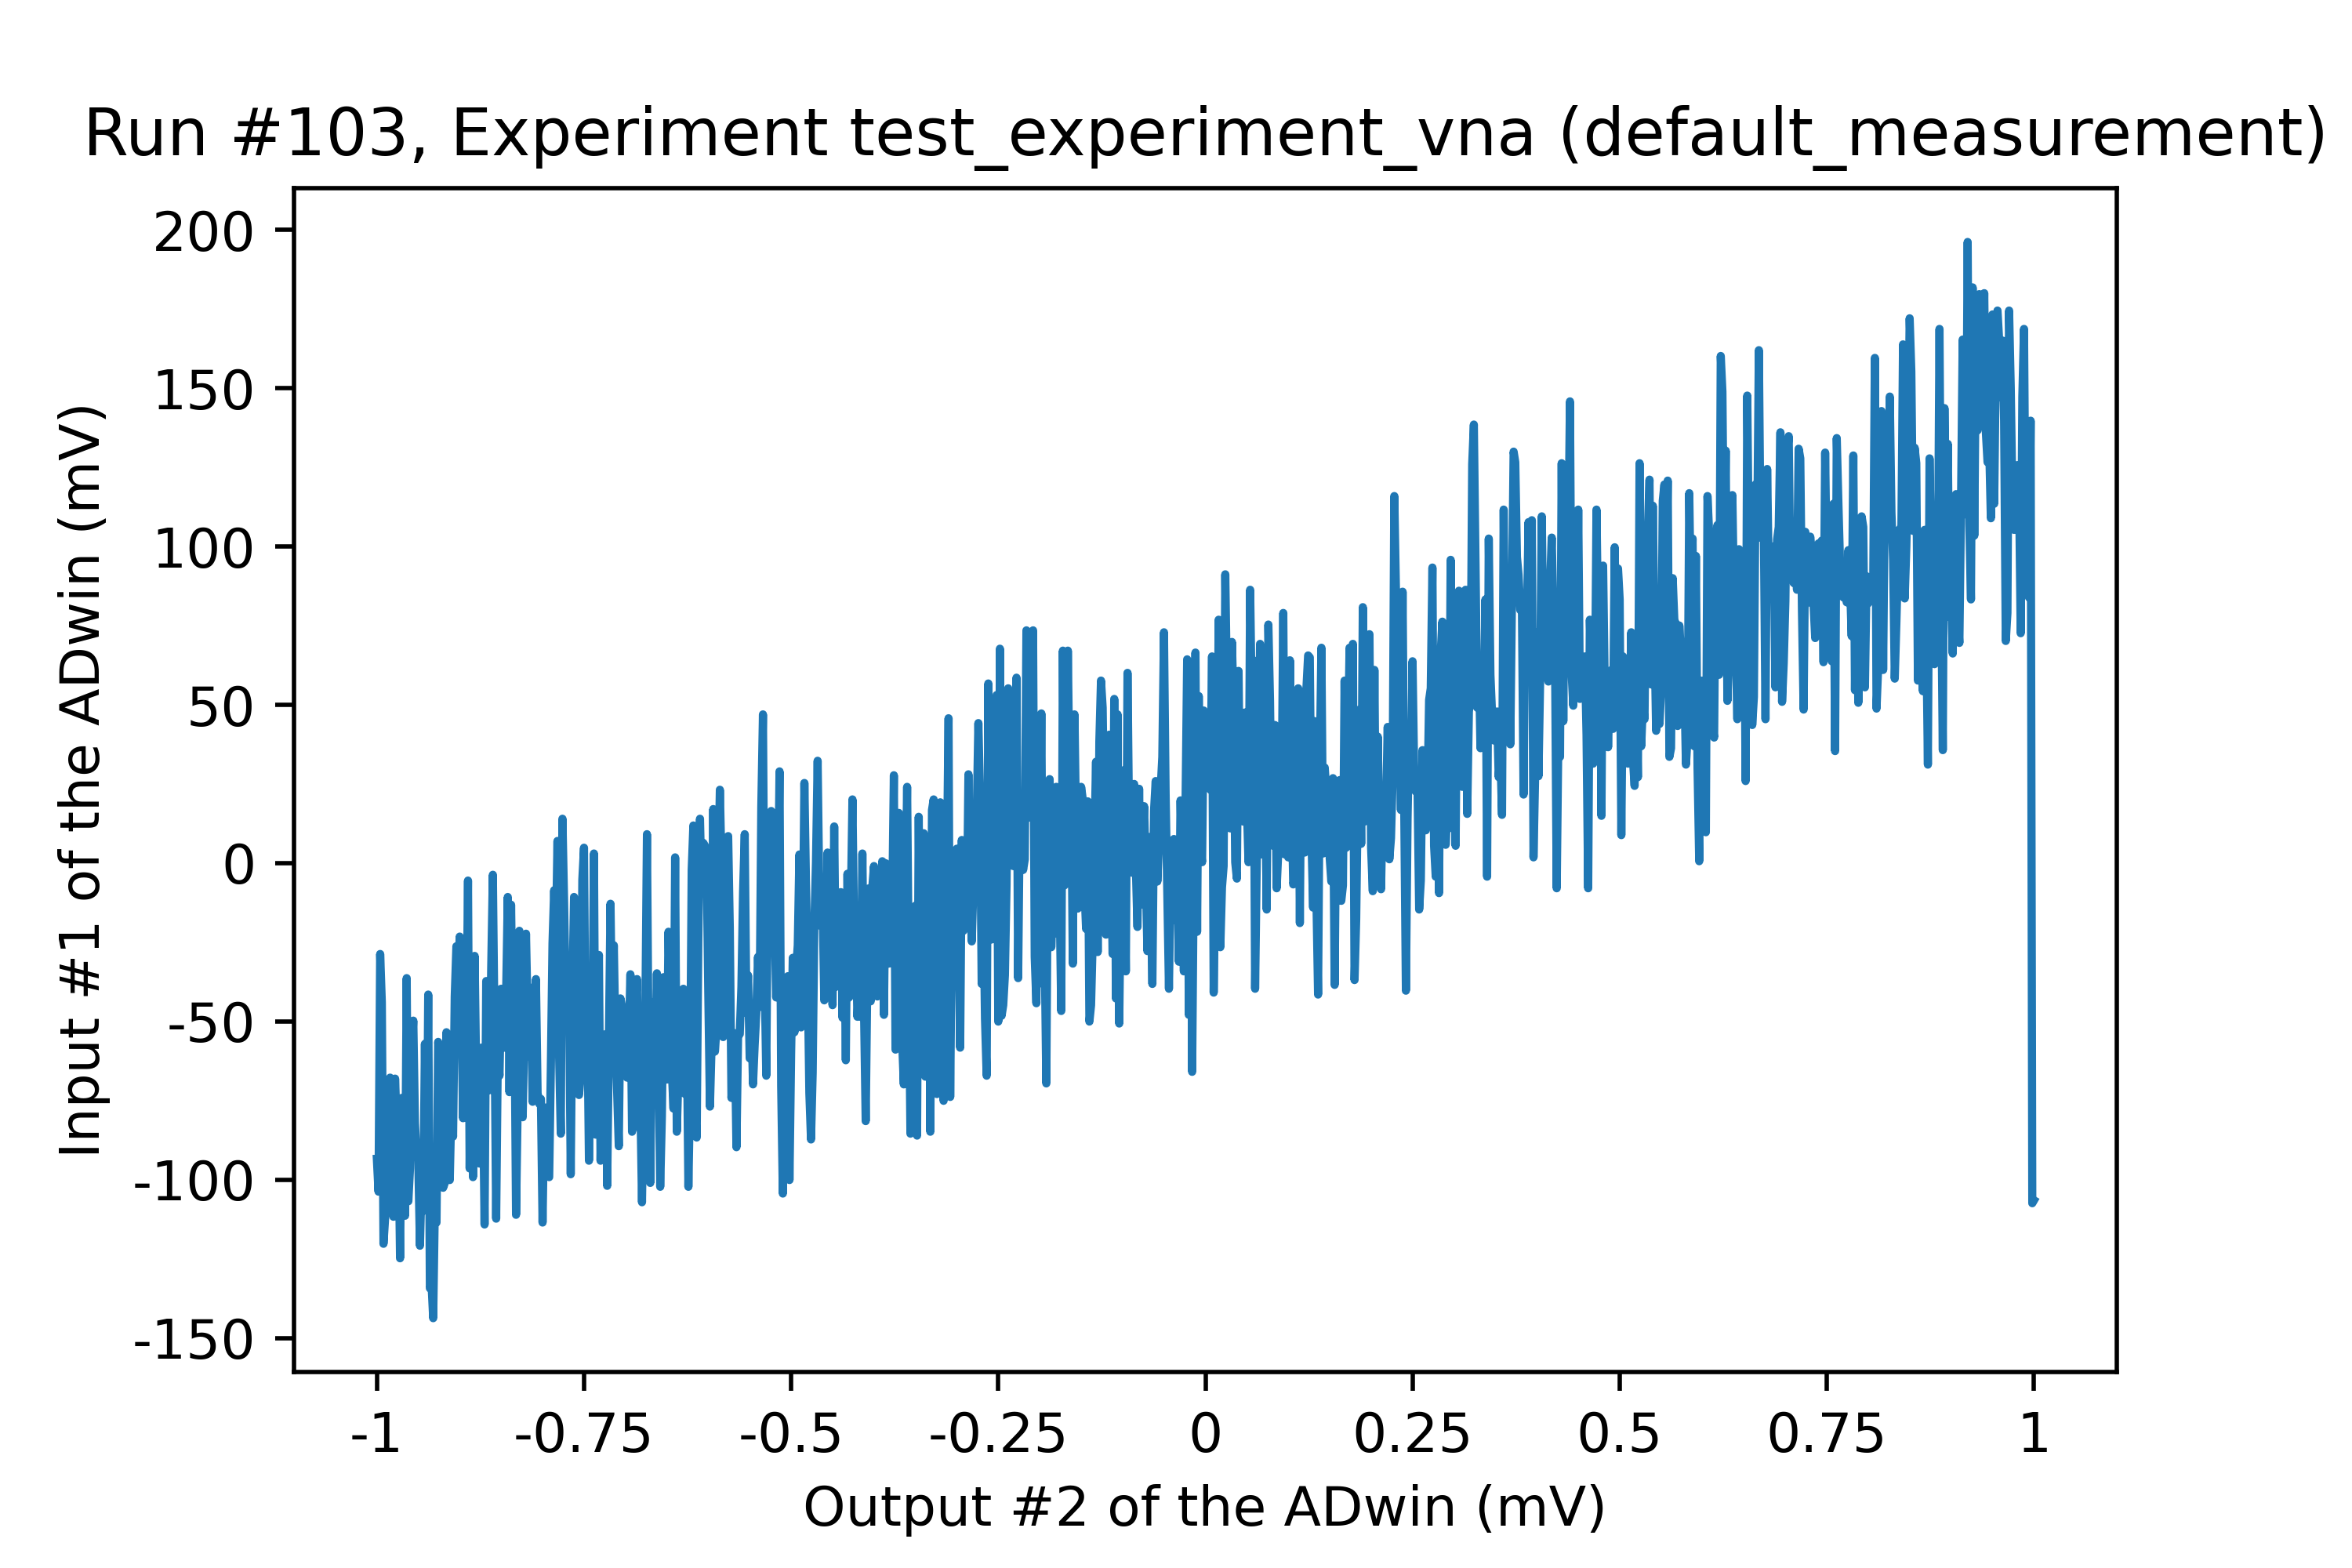 Run #103, Experiment test_experiment_vna (default_measurement)
200
150
100
50
0
-50
-100
-150
Input #1 of the ADwin (mV)
-1 -0.75 -0.5 -0.25 0 0.25 0.5 0.75 1
Output #2 of the ADwin (mV)